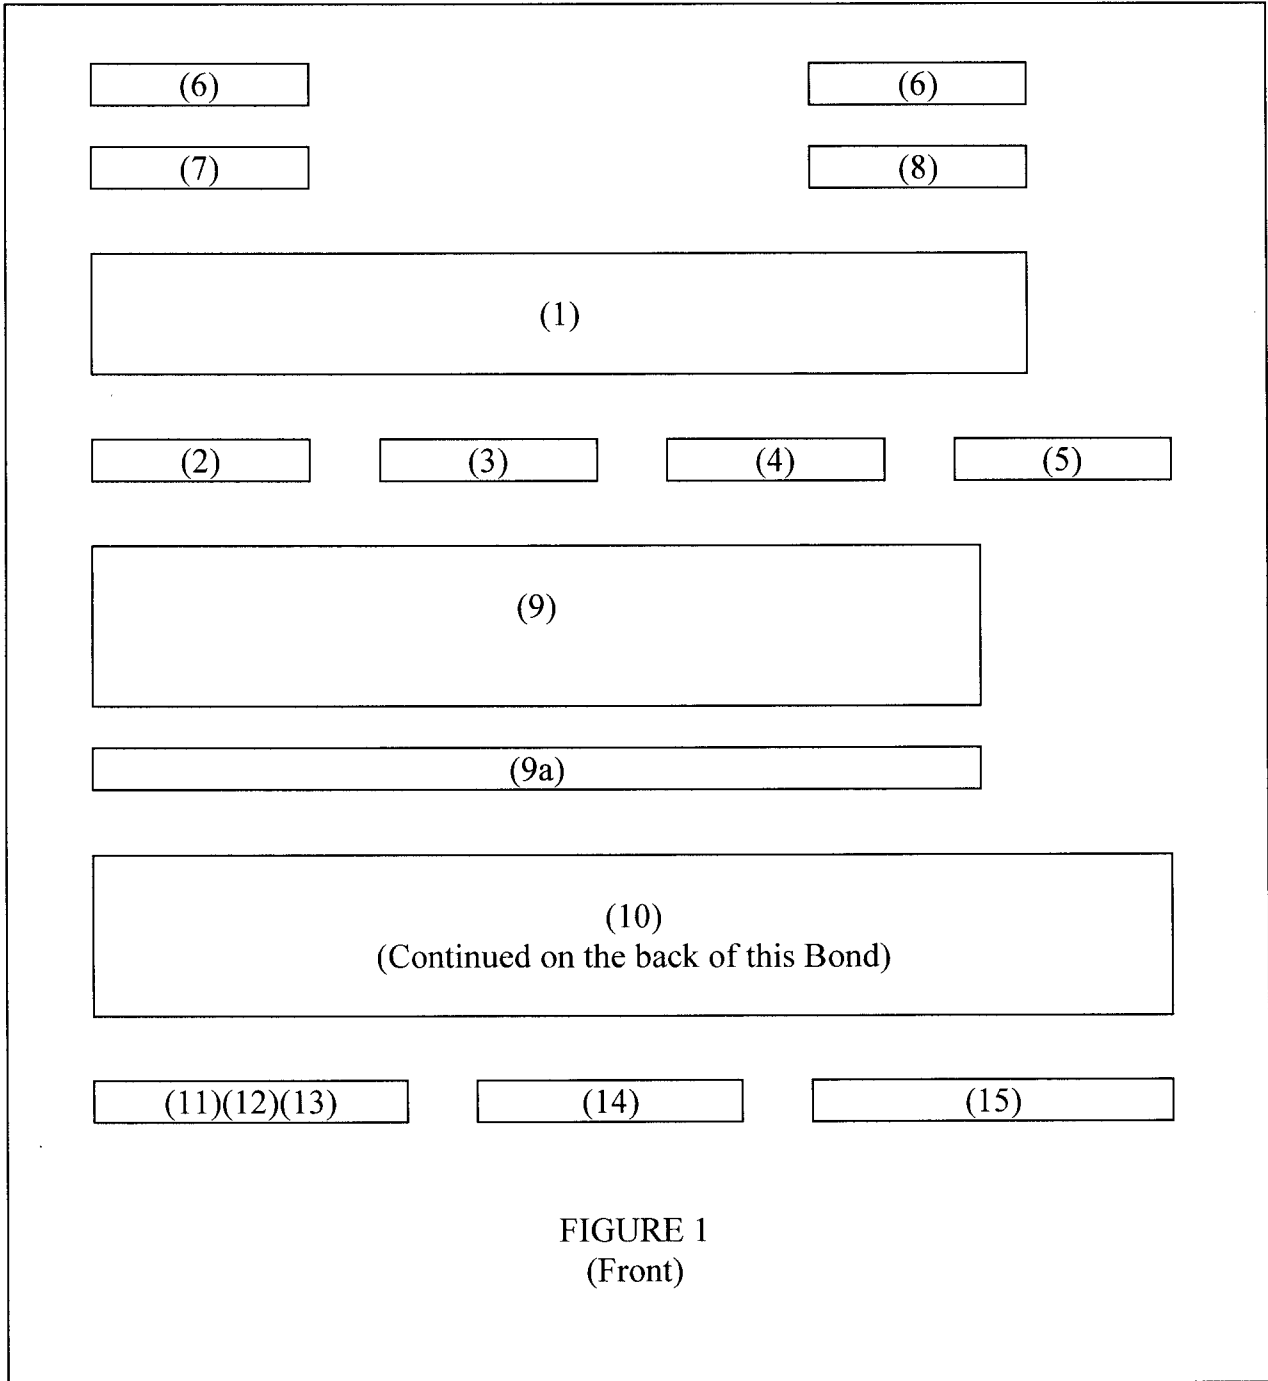 (6) (6)
(7) (8)
(1)
(2) (3) (4) (5)
(9)
(9a)
(10)
(Continued on the back of this Bond)
(11)(12)(13) (14) (15)
FIGURE 1
(Front)